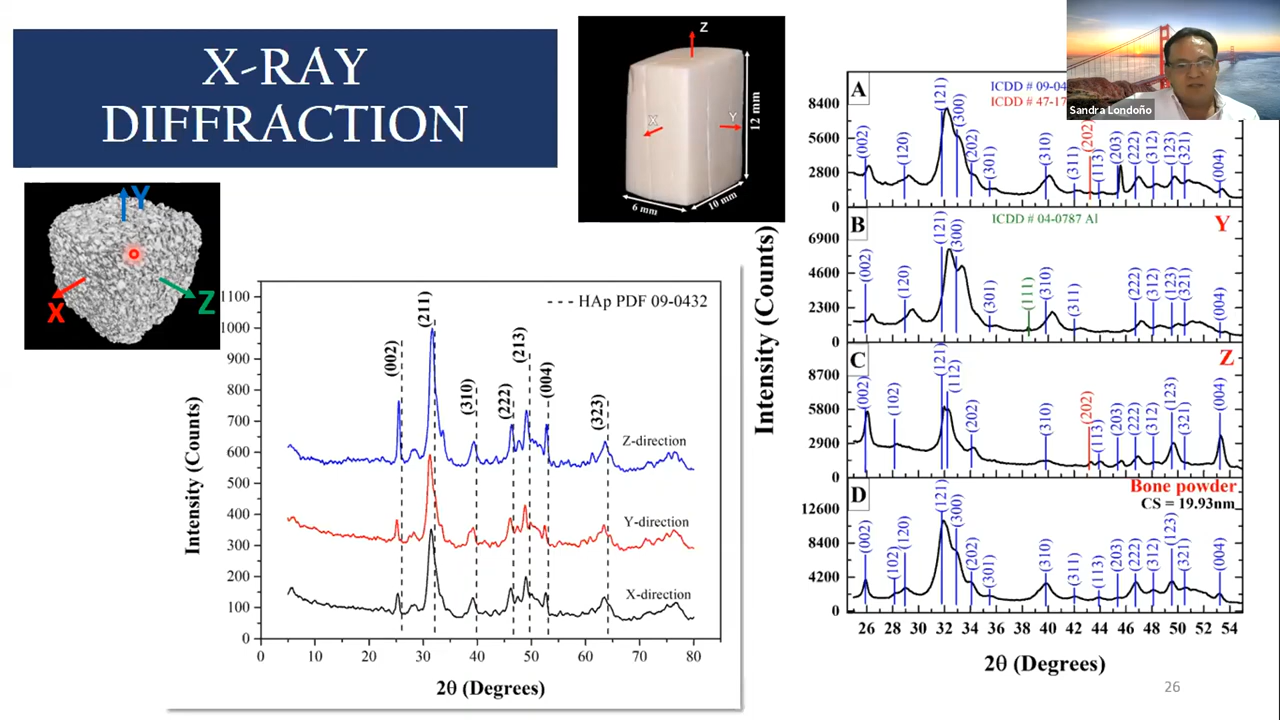 X-RAY
DIFFRACTION
Y
X
Z
Z
X
Y
12 mm
6 mm
10 mm
Sandra Londoño
Intensity (Counts)
1100
1000
900
800
700
600
500
400
300
200
100
0
HAp PDF 09-0432
(002)
(211)
(310)
(222)
(213)
(004)
(323)
Z-direction
Y-direction
X-direction
0 10 20 30 40 50 60 70 80
2θ (Degrees)
Intensity (Counts)
A
8400
5600
2800
0
(002) (120) (121) (300) (202) (301) (310) (311) (202) (113) (203) (222) (312) (123) (321) (004)
B
ICDD # 04-0787 Al
Y
6900
4600
2300
0
(002) (120) (121) (300) (301) (111) (310) (311) (222) (312) (123) (321) (004)
C
Z
8700
5800
2900
0
(002) (102) (121) (112) (202) (310) (202) (113) (203) (222) (312) (123) (321) (004)
D
Bone powder
CS = 19.93nm
12600
8400
4200
0
(002) (102) (120) (121) (300) (202) (301) (310) (311) (113) (203) (222) (312) (123) (321) (004)
26 28 30 32 34 36 38 40 42 44 46 48 50 52 54
2θ (Degrees)
26